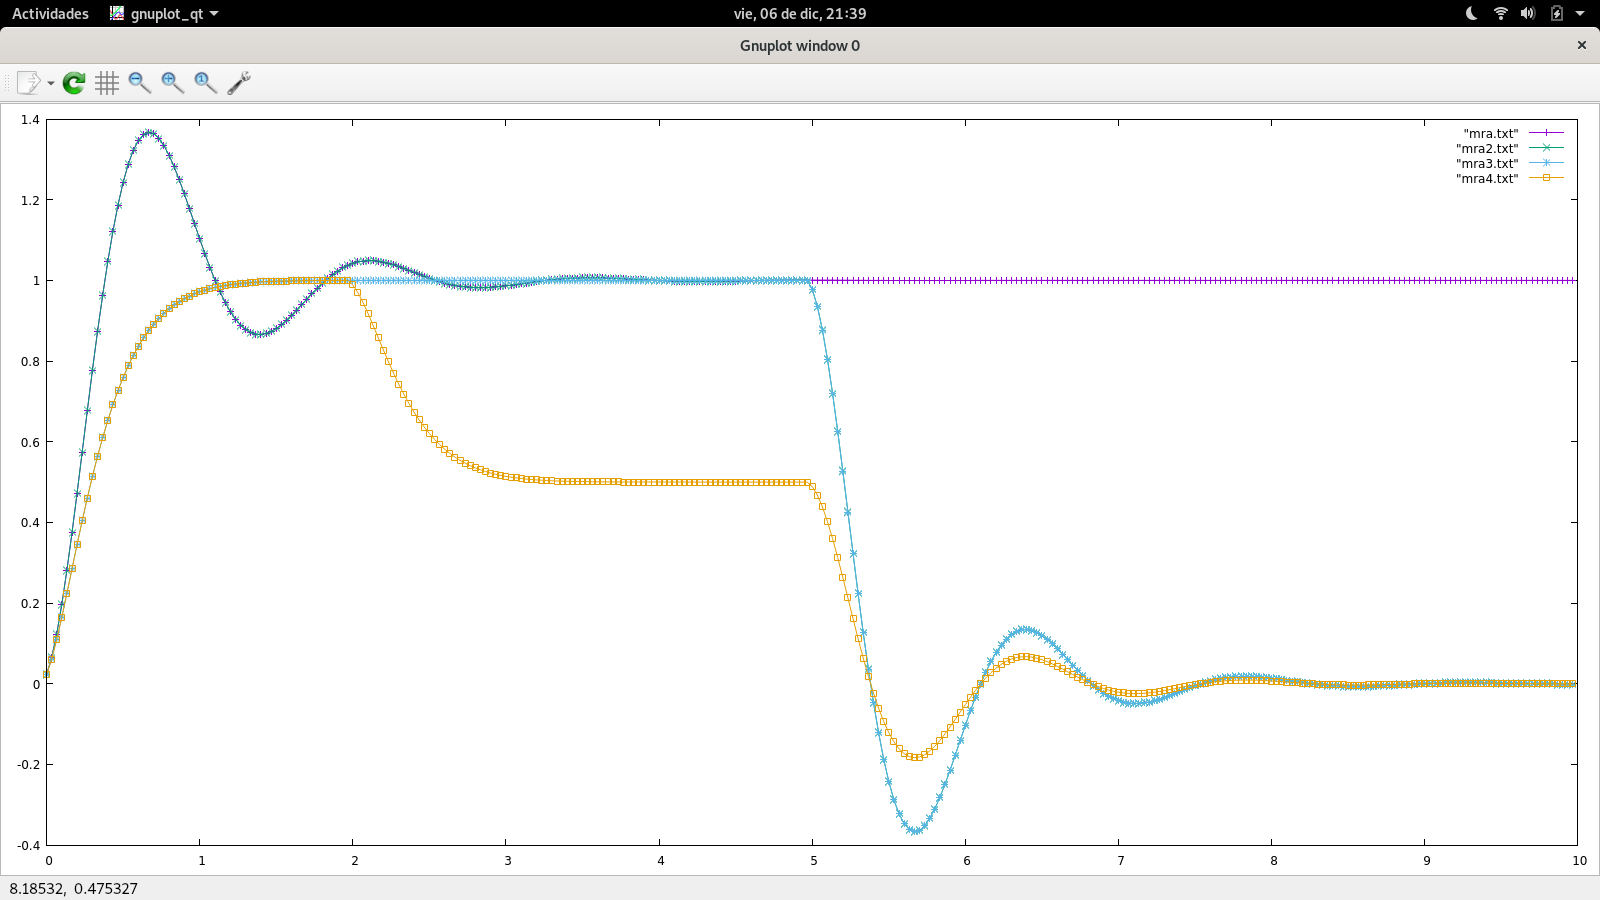 Actividades gnuplot_qt vie, 06 de dic, 21:39
Gnuplot window 0 ×
"mra.txt"
"mra2.txt"
"mra3.txt"
"mra4.txt"
1.4
1.2
1
0.8
0.6
0.4
0.2
0
-0.2
-0.4
0 1 2 3 4 5 6 7 8 9 10
8.18532, 0.475327